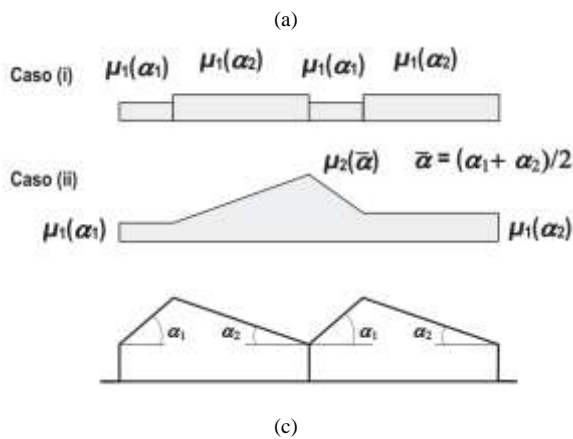 (a)
μ₁(α₁) μ₁(α₂) μ₁(α₁) μ₁(α₂)
Caso (i)
μ₂(ᾱ) ᾱ = (α₁+ α₂)/2
Caso (ii)
μ₁(α₁) μ₁(α₂)
α₁ α₂ α₁ α₂
(c)